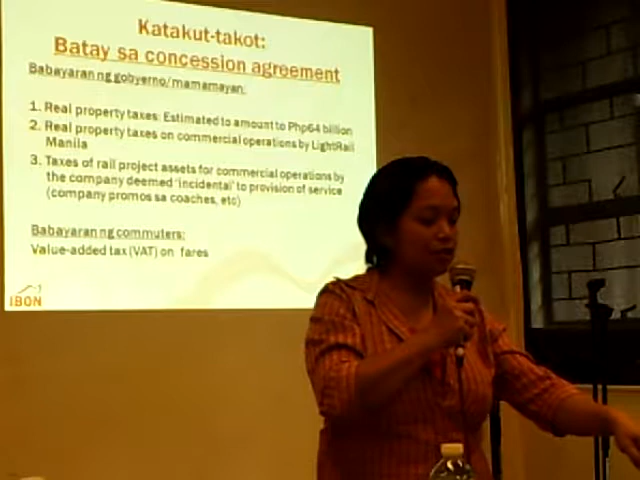 Katakut-takot:
Batay sa concession agreement
Babayaran ng gobyerno/mamamayan:
1. Real property taxes: Estimated to amount to Php64 billion
2. Real property taxes on commercial operations by LightRail
Manila
3. Taxes of rail project assets for commercial operations by
the company deemed 'incidental' to provision of service
(company promos sa coaches, etc)
Babayaran ng commuters:
Value-added tax (VAT) on fares
IBON